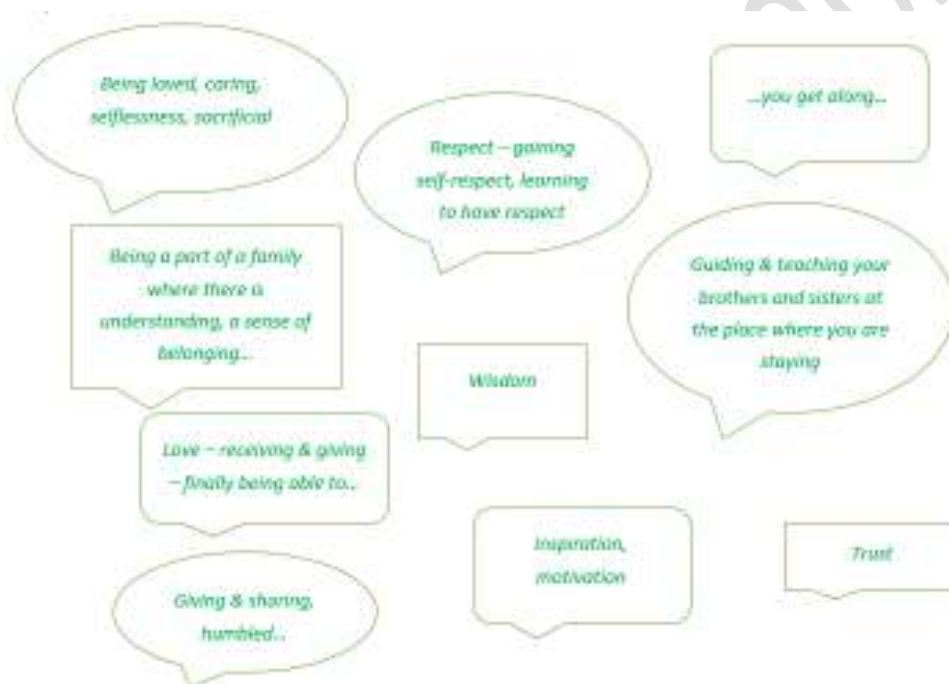 Being loved, caring,
selflessness, sacrificial
...you get along...
Respect – gaining
self-respect, learning
to have respect
Being a part of a family
where there is
understanding, a sense of
belonging...
Guiding & teaching your
brothers and sisters at
the place where you are
staying
Wisdom
Love – receiving & giving
– finally being able to...
Inspiration,
motivation
Trust
Giving & sharing,
humbled...